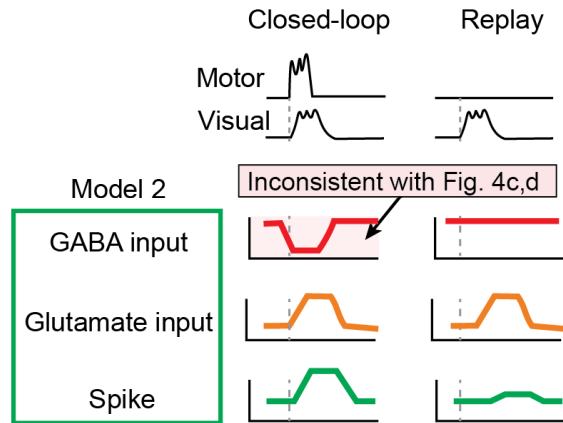 Closed-loop Replay
Motor
Visual
Inconsistent with Fig. 4c,d
Model 2
GABA input
Glutamate input
Spike